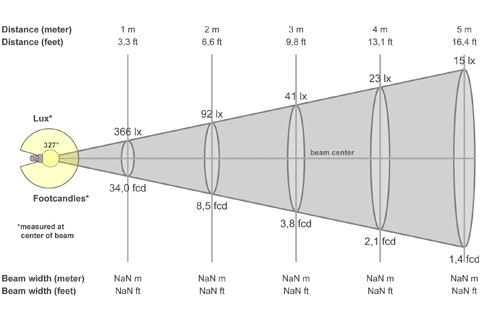 Distance (meter) 1 m 2 m 3 m 4 m 5 m
Distance (feet) 3,3 ft 6,6 ft 9,8 ft 13,1 ft 16,4 ft
15 lx
23 lx
41 lx
92 lx
366 lx
Lux*
327°
beam center
34,0 fcd
Footcandles*
8,5 fcd
3,8 fcd
*measured at
center of beam
2,1 fcd
1,4 fcd
Beam width (meter) NaN m NaN m NaN m NaN m NaN m
Beam width (feet) NaN ft NaN ft NaN ft NaN ft NaN ft